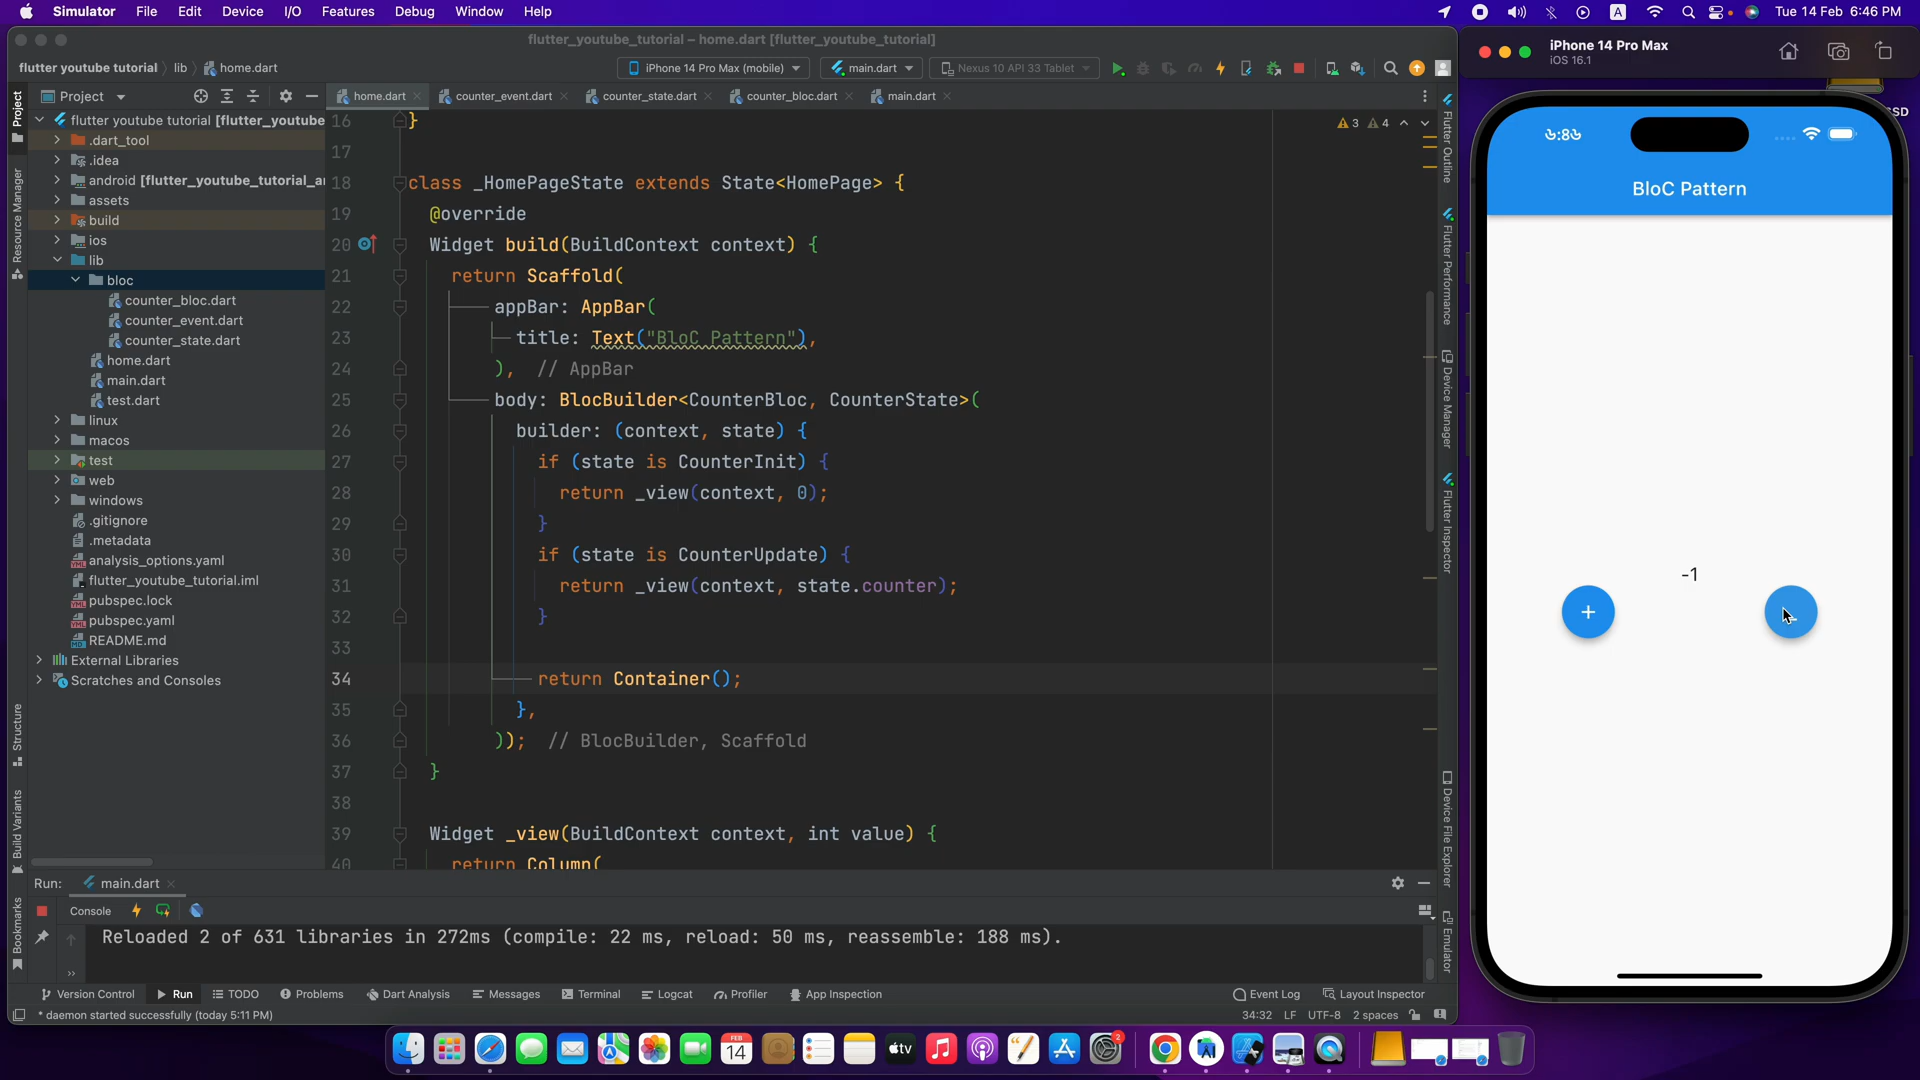 Simulator File Edit Device I/O Features Debug Window Help
A
Tue 14 Feb 6:46 PM
flutter_youtube_tutorial – home.dart [flutter_youtube_tutorial]
flutter youtube tutorial lib home.dart
iPhone 14 Pro Max (mobile) main.dart Nexus 10 API 33 Tablet
Project
home.dart counter_event.dart counter_state.dart counter_bloc.dart main.dart
flutter youtube tutorial [flutter_youtube
.dart_tool
.idea
android [flutter_youtube_tutorial_a
assets
build
ios
lib
bloc
counter_bloc.dart
counter_event.dart
counter_state.dart
home.dart
main.dart
test.dart
linux
macos
test
web
windows
.gitignore
.metadata
analysis_options.yaml
flutter_youtube_tutorial.iml
pubspec.lock
pubspec.yaml
README.md
External Libraries
Scratches and Consoles
Project
Resource Manager
Structure
Build Variants
Bookmarks
3 4
16 }
17
18 class _HomePageState extends State<HomePage> {
19 @override
20 Widget build(BuildContext context) {
21 return Scaffold(
22 appBar: AppBar(
23 title: Text("BloC Pattern"),
24 ), // AppBar
25 body: BlocBuilder<CounterBloc, CounterState>(
26 builder: (context, state) {
27 if (state is CounterInit) {
28 return _view(context, 0);
29 }
30 if (state is CounterUpdate) {
31 return _view(context, state.counter);
32 }
33
34 return Container();
35 },
36 )); // BlocBuilder, Scaffold
37 }
38
39 Widget _view(BuildContext context, int value) {
40 return Column(
Flutter Outline
Flutter Performance
Device Manager
Flutter Inspector
Device File Explorer
Emulator
Run: main.dart
Console
Reloaded 2 of 631 libraries in 272ms (compile: 22 ms, reload: 50 ms, reassemble: 188 ms).
Version Control Run TODO Problems Dart Analysis Messages Terminal Logcat Profiler App Inspection Event Log Layout Inspector
* daemon started successfully (today 5:11 PM)
34:32 LF UTF-8 2 spaces
iPhone 14 Pro Max
iOS 16.1
SD
৬:৪৬
BloC Pattern
-1
+
FEB
14
tv
2